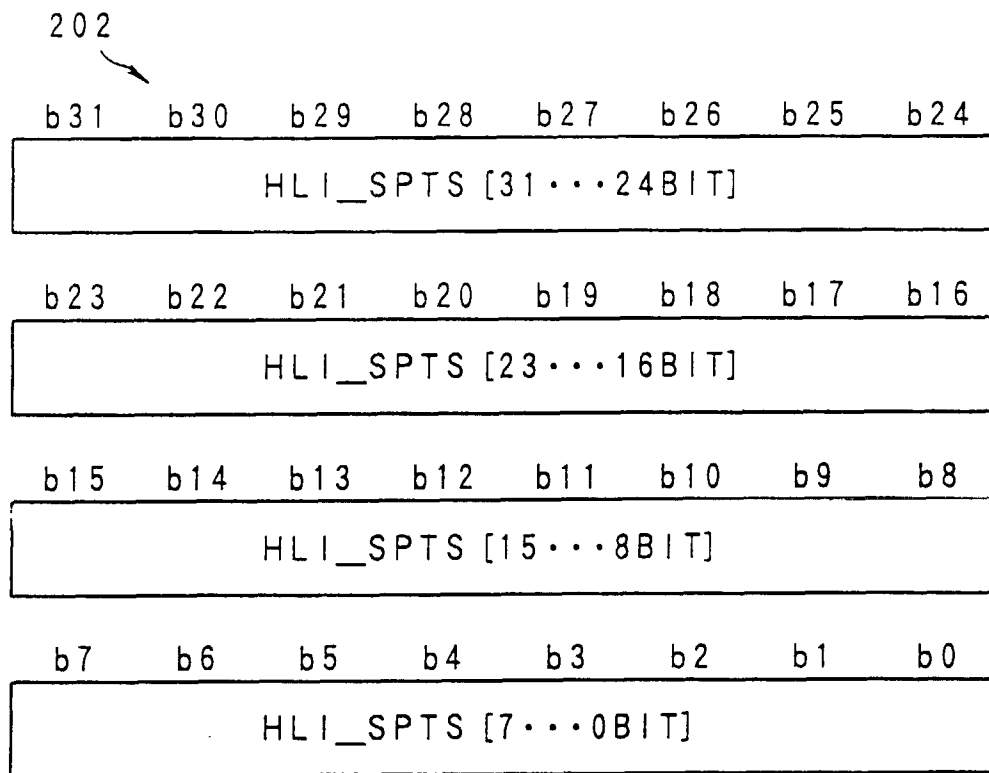 202
b31 b30 b29 b28 b27 b26 b25 b24
HLI_SPTS [31・・・24BIT]
b23 b22 b21 b20 b19 b18 b17 b16
HLI_SPTS [23・・・16BIT]
b15 b14 b13 b12 b11 b10 b9 b8
HLI_SPTS [15・・・8BIT]
b7 b6 b5 b4 b3 b2 b1 b0
HLI_SPTS [7・・・0BIT]